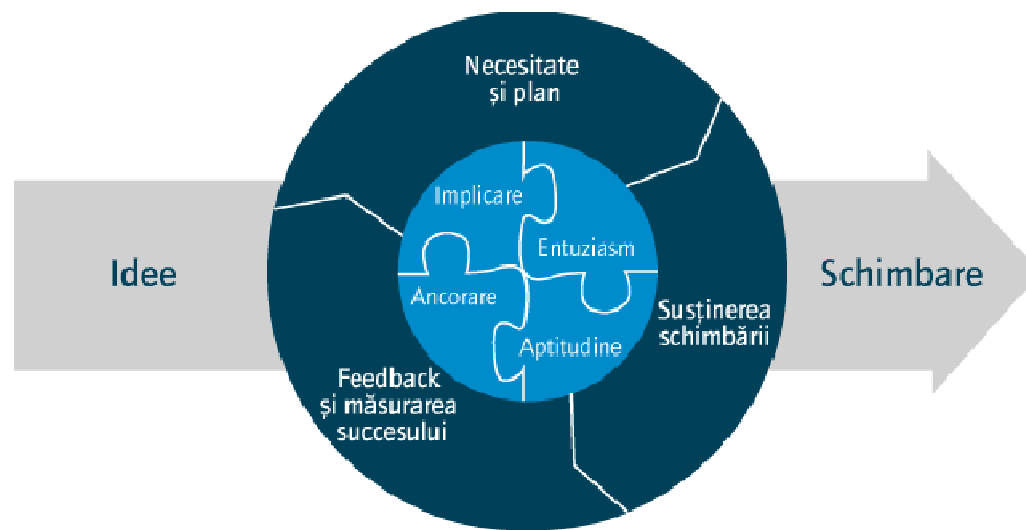 Necesitate
și plan
Implicare
Entuziasm
Idee
Schimbare
Ancorare
Susținerea
schimbării
Aptitudine
Feedback
și măsurarea
succesului